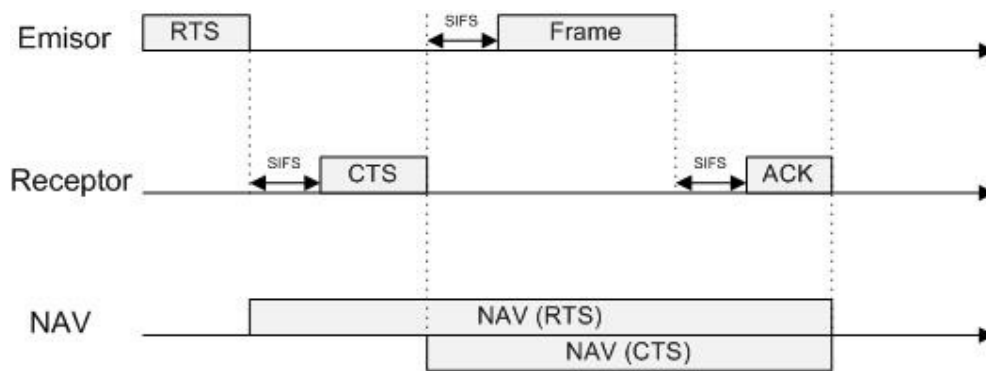 Emisor
RTS
SIFS
Frame
Receptor
SIFS
CTS
SIFS
ACK
NAV
NAV (RTS)
NAV (CTS)